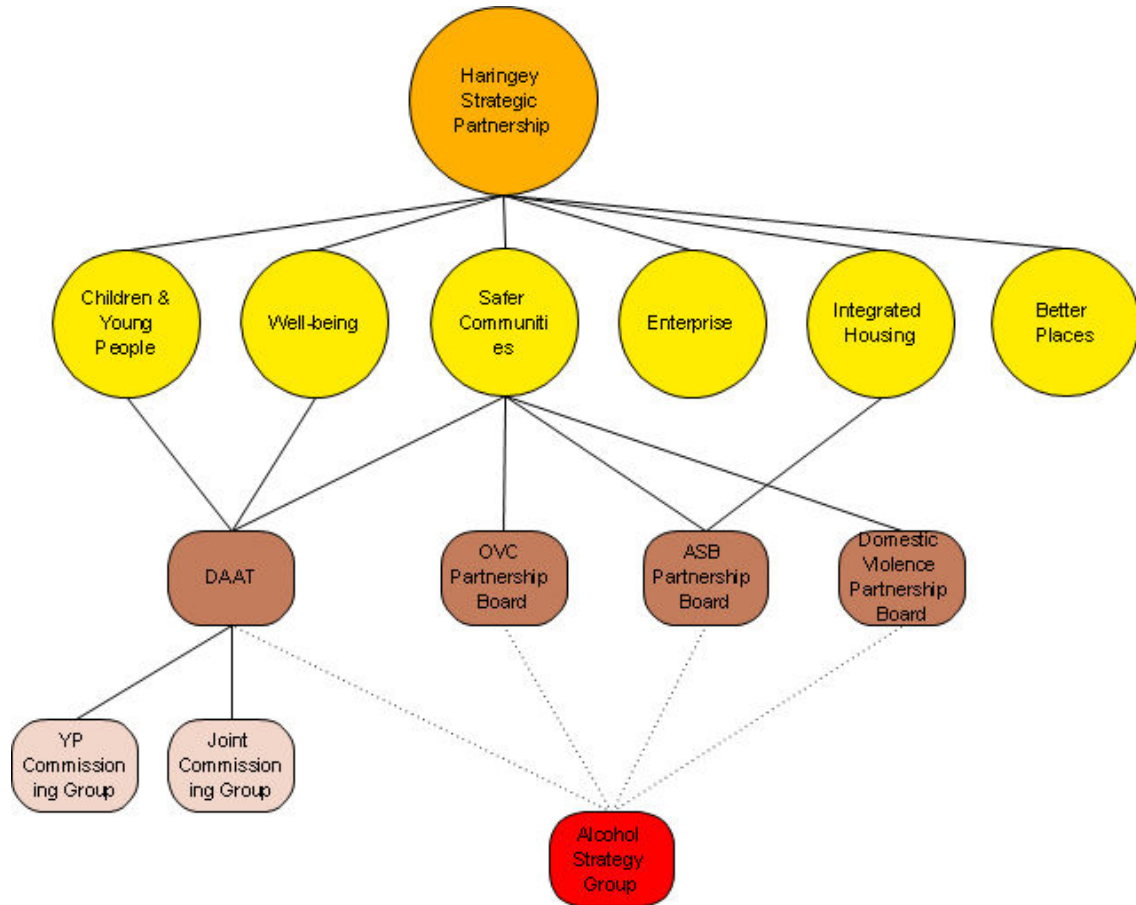 Haringey
Strategic
Partnership
Children &
Young
People
Well-being
Safer
Communiti
es
Enterprise
Integrated
Housing
Better
Places
DAAT
OVC
Partnership
Board
ASB
Partnership
Board
Domestic
Violence
Partnership
Board
YP
Commission
ing Group
Joint
Commission
ing Group
Alcohol
Strategy
Group